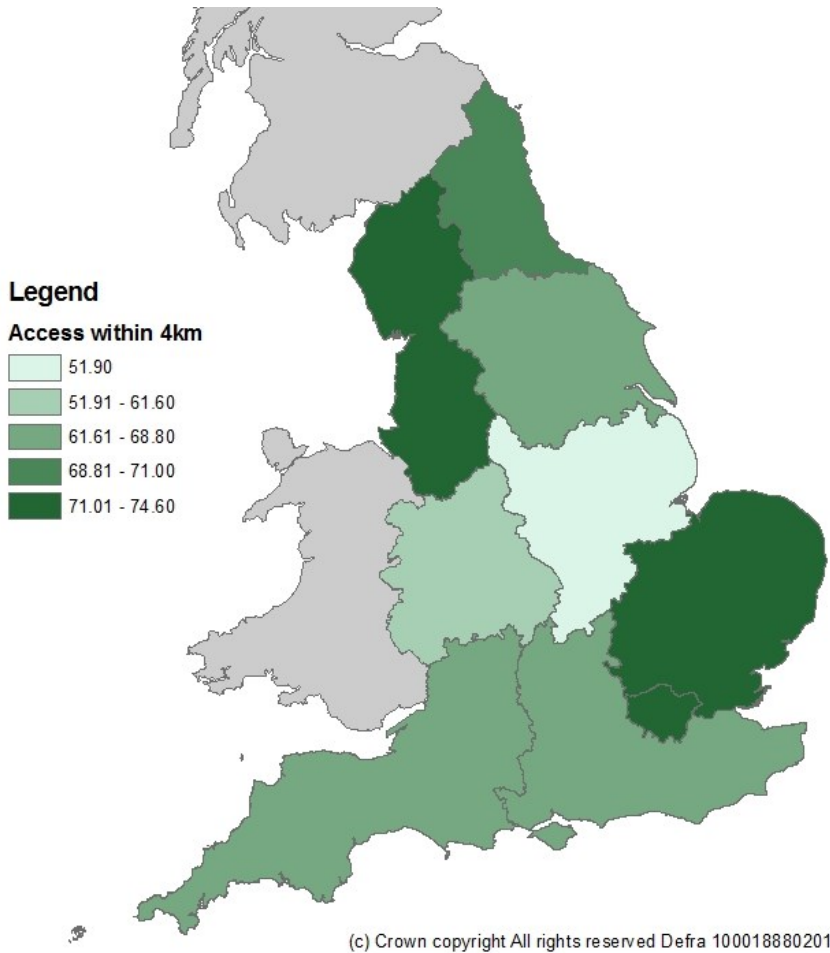 Legend
Access within 4km
51.90
51.91 - 61.60
61.61 - 68.80
68.81 - 71.00
71.01 - 74.60
(c) Crown copyright All rights reserved Defra 100018880201